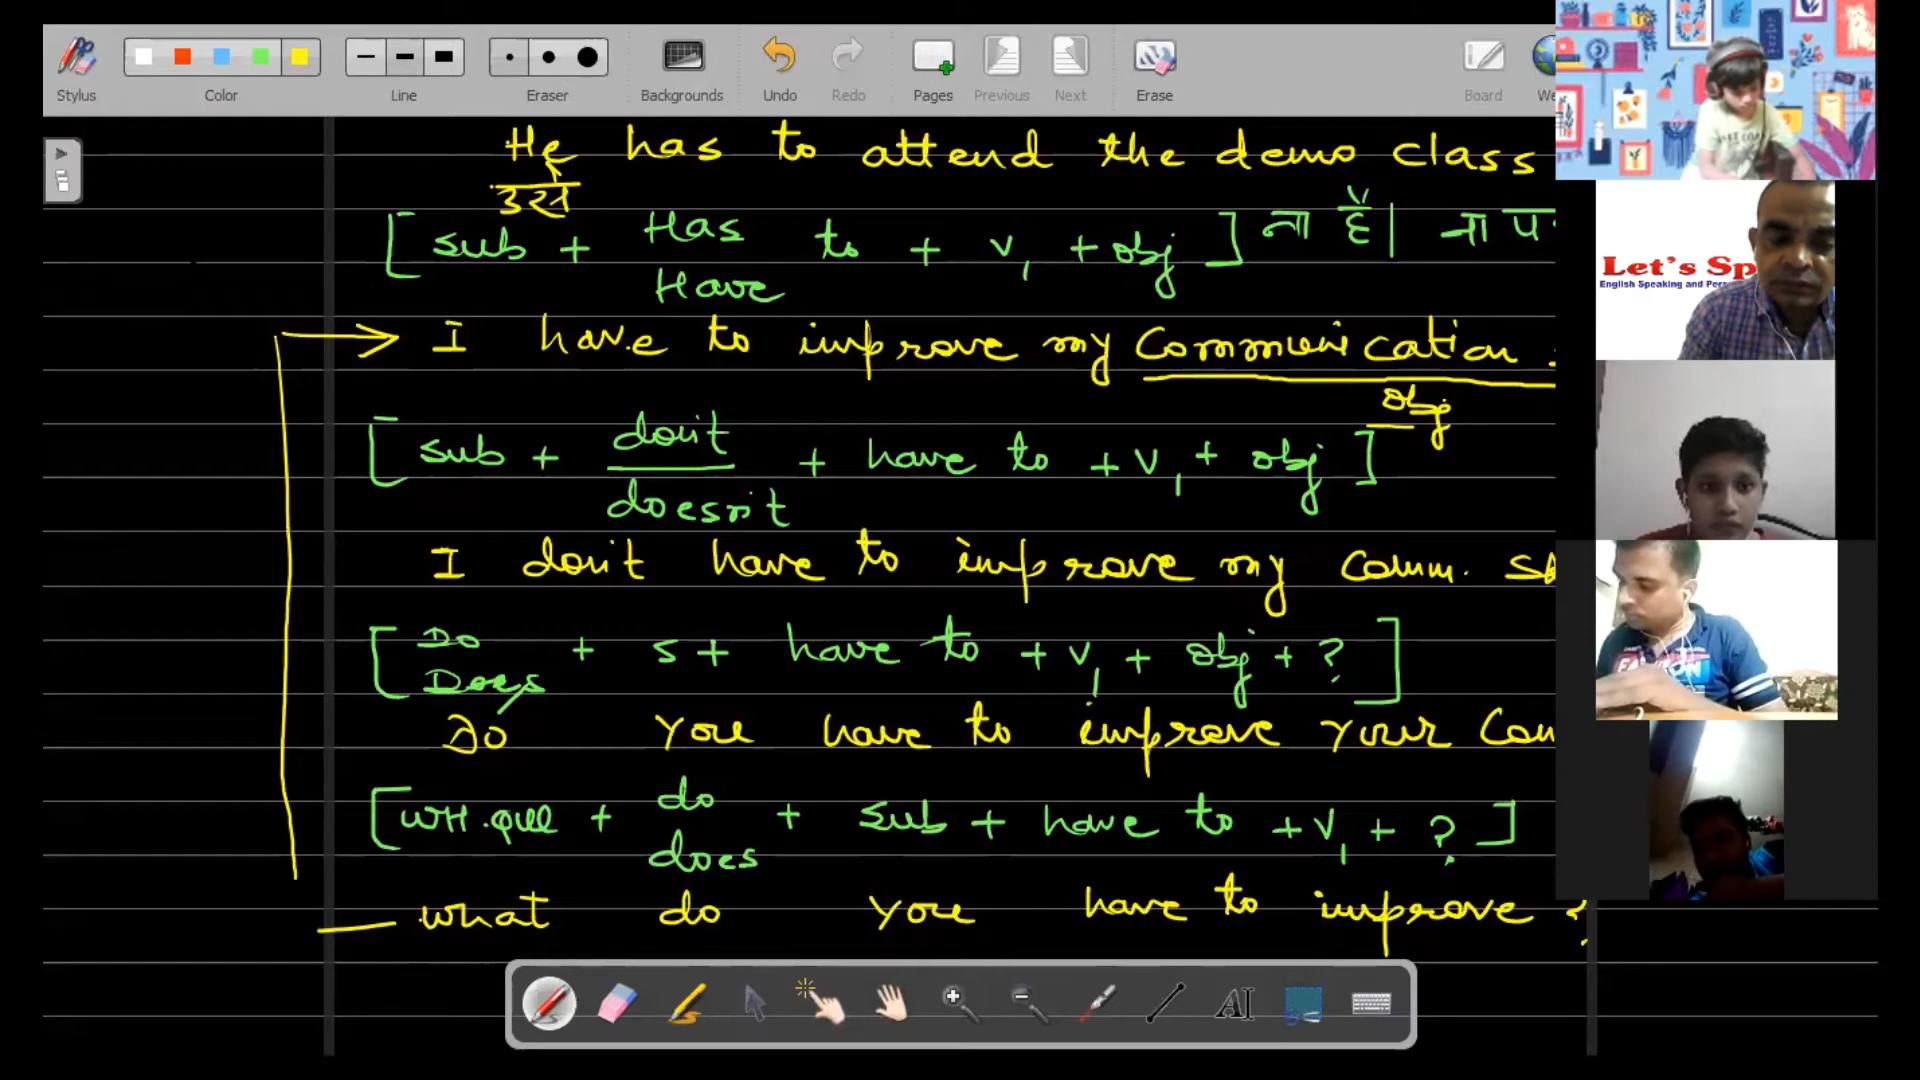 Stylus Color Line Eraser Backgrounds Undo Redo Pages Previous Next Erase Board We
He has to attend the demo class
उसे
[ sub + Has to + V1 + obj ] ना है| ना प
Have
I have to improve my Communication
obj
[ sub + don't + have to + V1 + obj ]
doesn't
I don't have to improve my comm.
[ Do + S + have to + V1 + obj + ? ]
Does
Do you have to improve your Com
[ WH.que + do + sub + have to + V1 + ? ]
does
what do you have to improve ?
Let's Sp
English Speaking and Per
AI